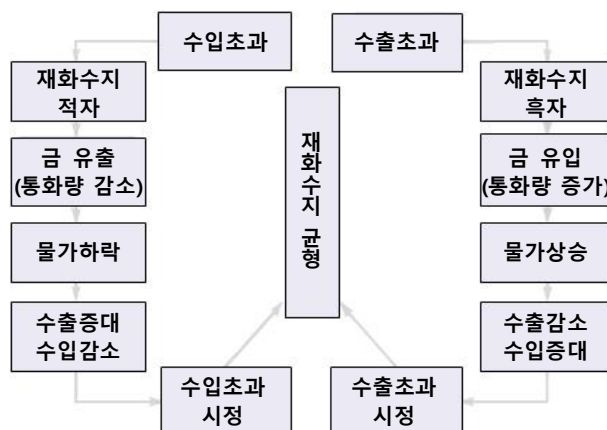 수입초과
수출초과
재화수지
적자
재화수지
흑자
금 유출
(통화량 감소)
재화수지 균형
금 유입
(통화량 증가)
물가하락
물가상승
수출증대
수입감소
수출감소
수입증대
수입초과
시정
수출초과
시정